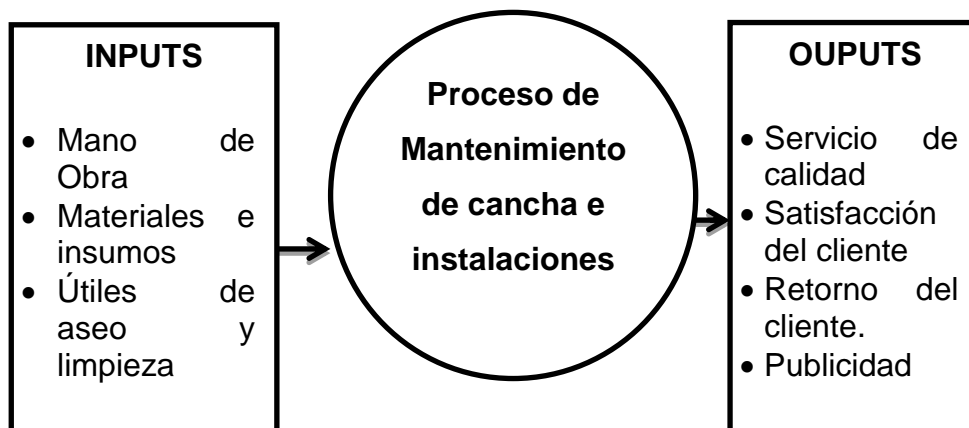 INPUTS
• Mano de
Obra
• Materiales e
insumos
• Útiles de
aseo y
limpieza
Proceso de
Mantenimiento
de cancha e
instalaciones
OUPUTS
• Servicio de
calidad
• Satisfacción
del cliente
• Retorno del
cliente.
• Publicidad